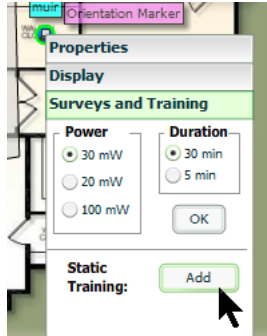 muir Orientation Marker
Properties
Display
Surveys and Training
Power Duration
30 mW 30 min
20 mW 5 min
100 mW OK
Static Add
Training: